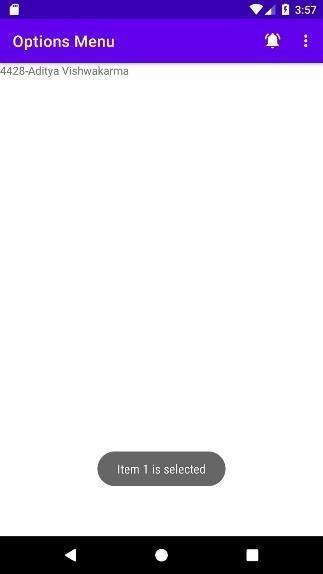 3:57
Options Menu
4428-Aditya Vishwakarma
Item 1 is selected